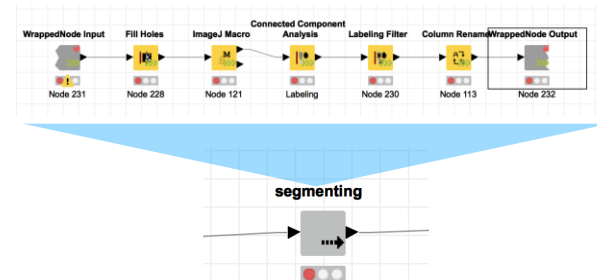 Connected Component
WrappedNode Input Fill Holes ImageJ Macro Analysis Labeling Filter Column Rename WrappedNode Output
Node 231 Node 228 Node 121 Labeling Node 230 Node 113 Node 232
segmenting